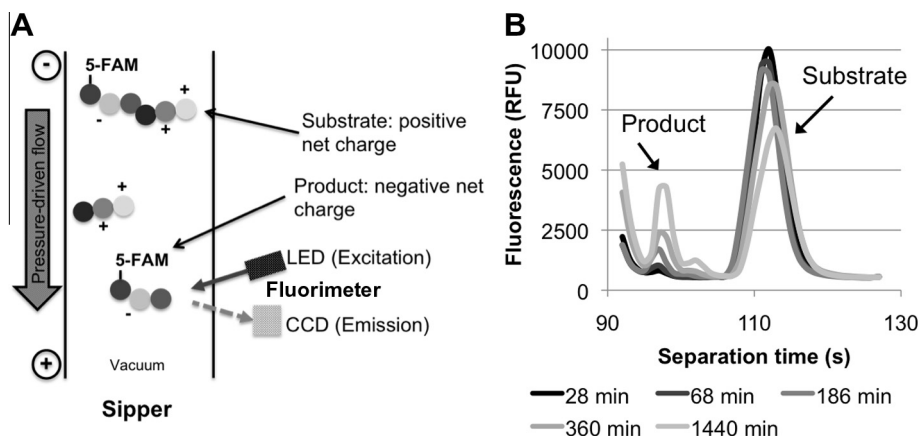 A
-
5-FAM
+
-
+
Substrate: positive
net charge
Pressure-driven flow
+
+
Product: negative net
charge
5-FAM
-
LED (Excitation)
Fluorimeter
CCD (Emission)
+
Vacuum
Sipper
B
Fluorescence (RFU)
10000
7500
5000
2500
0
Product
Substrate
90
110
130
Separation time (s)
28 min
68 min
186 min
360 min
1440 min